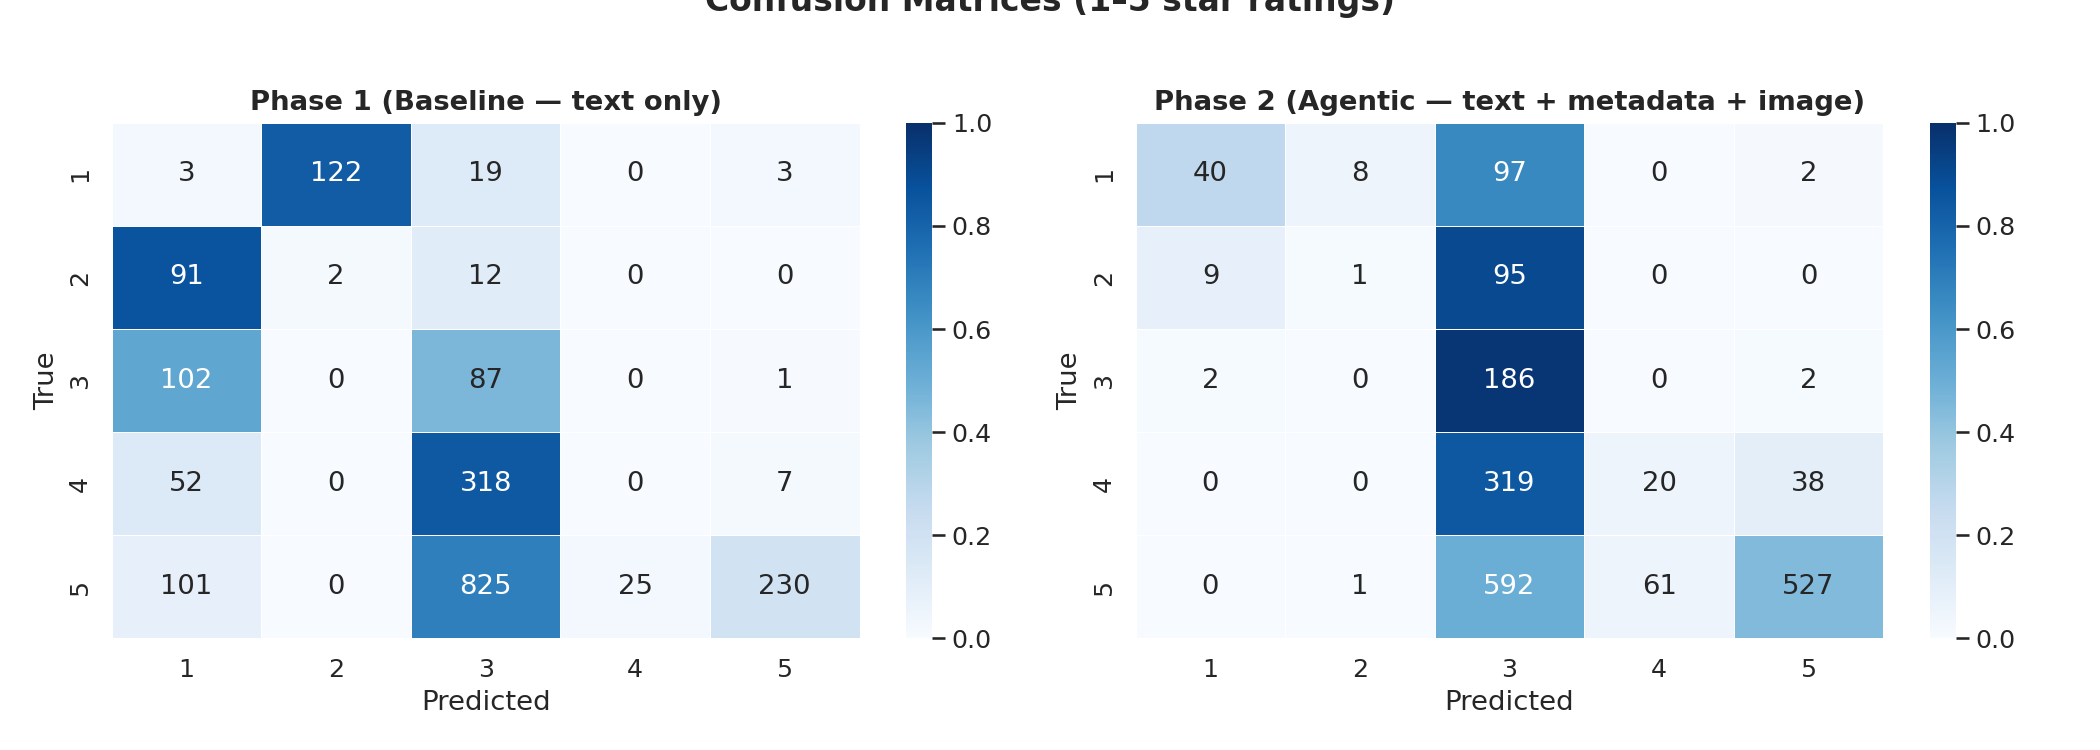 Confusion Matrices (1–5 star ratings)
Phase 1 (Baseline — text only)
1 3 122 19 0 3
2 91 2 12 0 0
3 102 0 87 0 1
4 52 0 318 0 7
5 101 0 825 25 230
1 2 3 4 5
True
Predicted
1.0
0.8
0.6
0.4
0.2
0.0
Phase 2 (Agentic — text + metadata + image)
1 40 8 97 0 2
2 9 1 95 0 0
3 2 0 186 0 2
4 0 0 319 20 38
5 0 1 592 61 527
1 2 3 4 5
True
Predicted
1.0
0.8
0.6
0.4
0.2
0.0